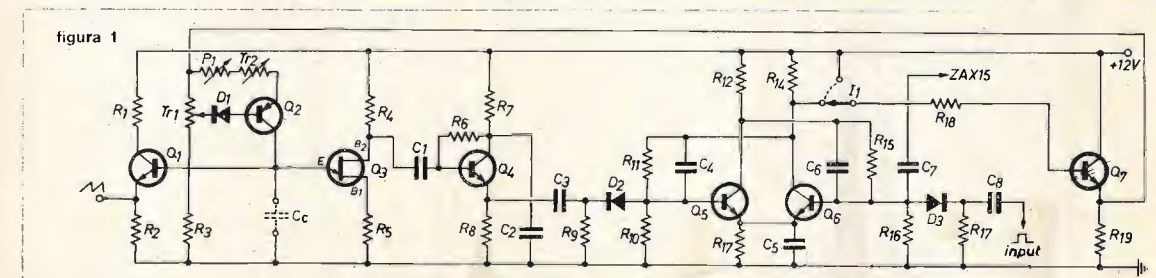 figura 1
P1
Tr2
R1
Tr1
D1
Q2
Q1
R2
R3
Cc
R4
E
B2
Q3
B1
R5
C1
R6
R7
Q4
R8
C2
C3
R9
D2
R11
R10
C4
Q5
R12
R17
R14
I1
C6
R15
Q6
C5
ZAX15
C7
R16
D3
R17
C8
input
R18
+12V
Q7
R19